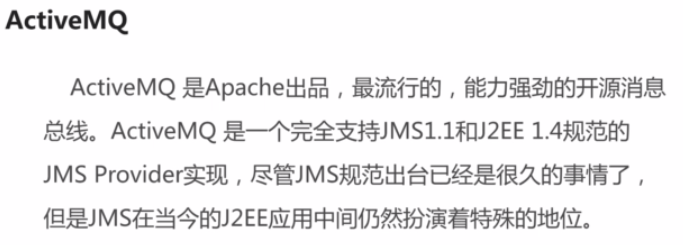 ActiveMQ
ActiveMQ 是Apache出品，最流行的，能力强劲的开源消息
总线。ActiveMQ 是一个完全支持JMS1.1和J2EE 1.4规范的
JMS Provider实现，尽管JMS规范出台已经是很久的事情了，
但是JMS在当今的J2EE应用中间仍然扮演着特殊的地位。